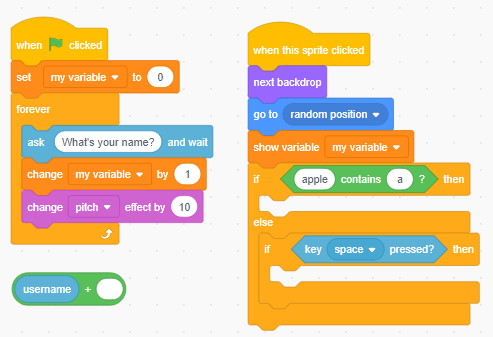 when clicked
set my variable to 0
forever
ask What's your name? and wait
change my variable by 1
change pitch effect by 10
username +
when this sprite clicked
next backdrop
go to random position
show variable my variable
if apple contains a ? then
else
if key space pressed? then